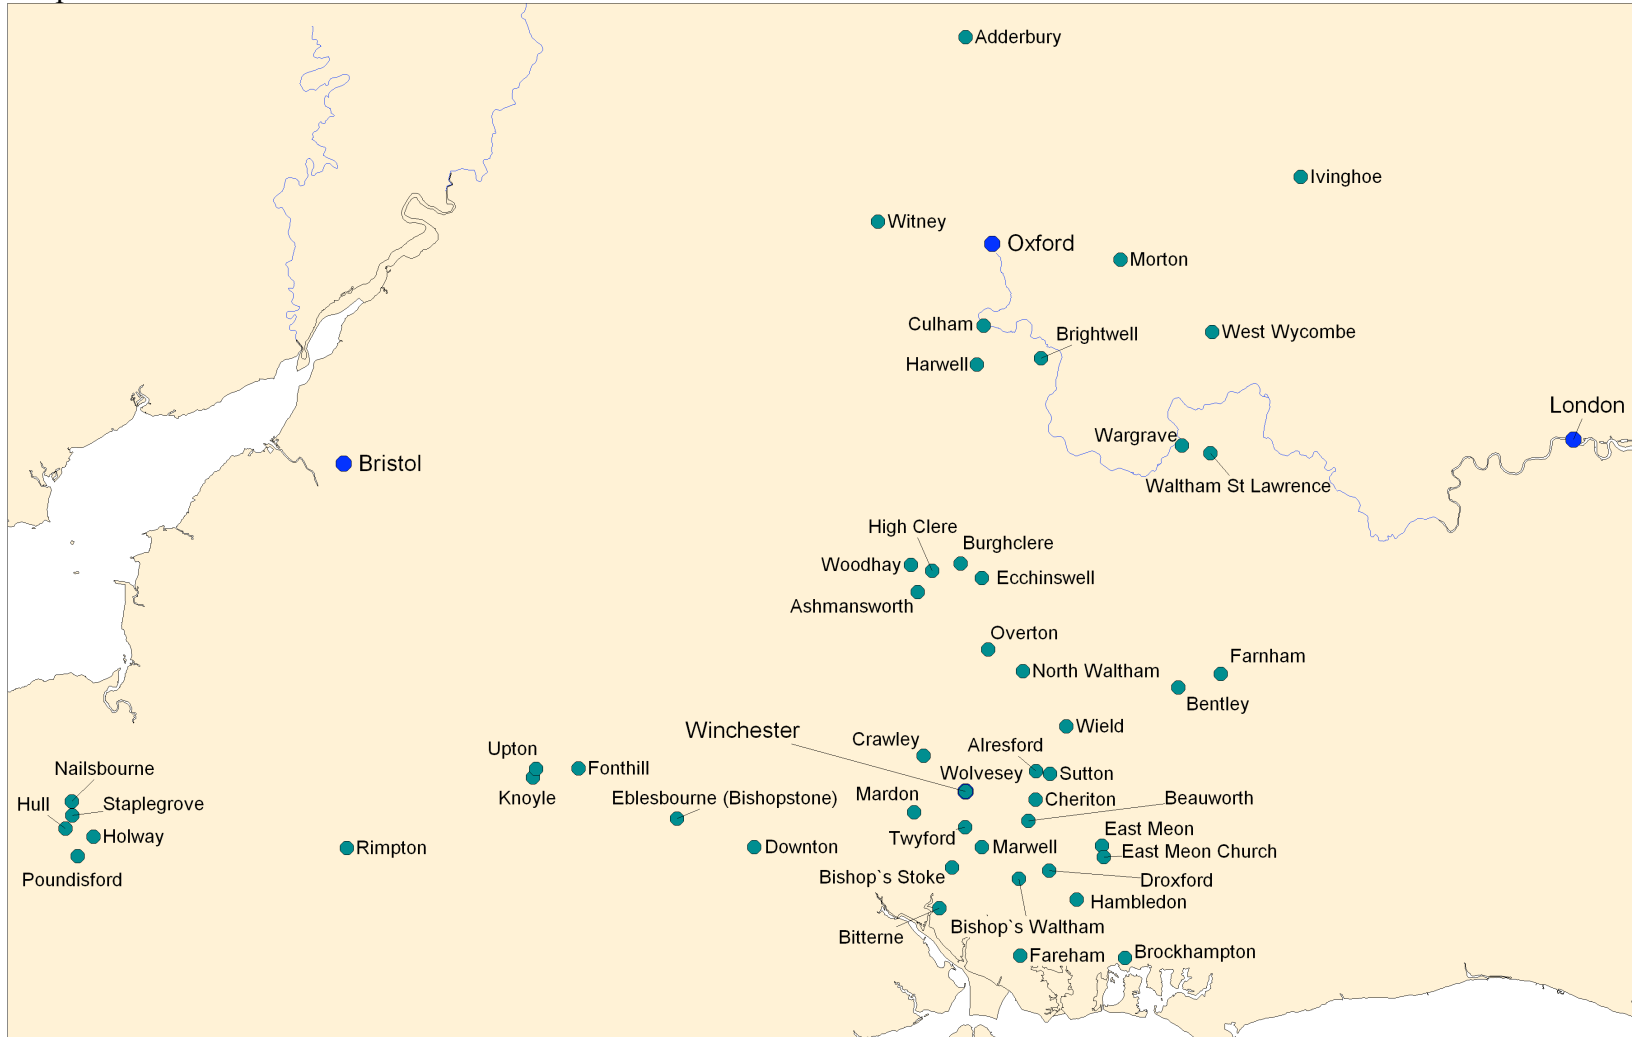 Adderbury
Ivinghoe
Witney
Oxford
Morton
Culham
Brightwell
West Wycombe
Harwell
London
Wargrave
Bristol
Waltham St Lawrence
High Clere
Burghclere
Woodhay
Ecchinswell
Ashmansworth
Overton
Farnham
North Waltham
Bentley
Winchester
Wield
Crawley
Alresford
Upton
Fonthill
Nailsbourne
Wolvesey
Sutton
Knoyle
Eblesbourne (Bishopstone)
Mardon
Cheriton
Beauworth
Hull
Staplegrove
Holway
Twyford
East Meon
Rimpton
Downton
Marwell
East Meon Church
Poundisford
Bishop`s Stoke
Droxford
Hambledon
Bitterne
Bishop`s Waltham
Fareham
Brockhampton